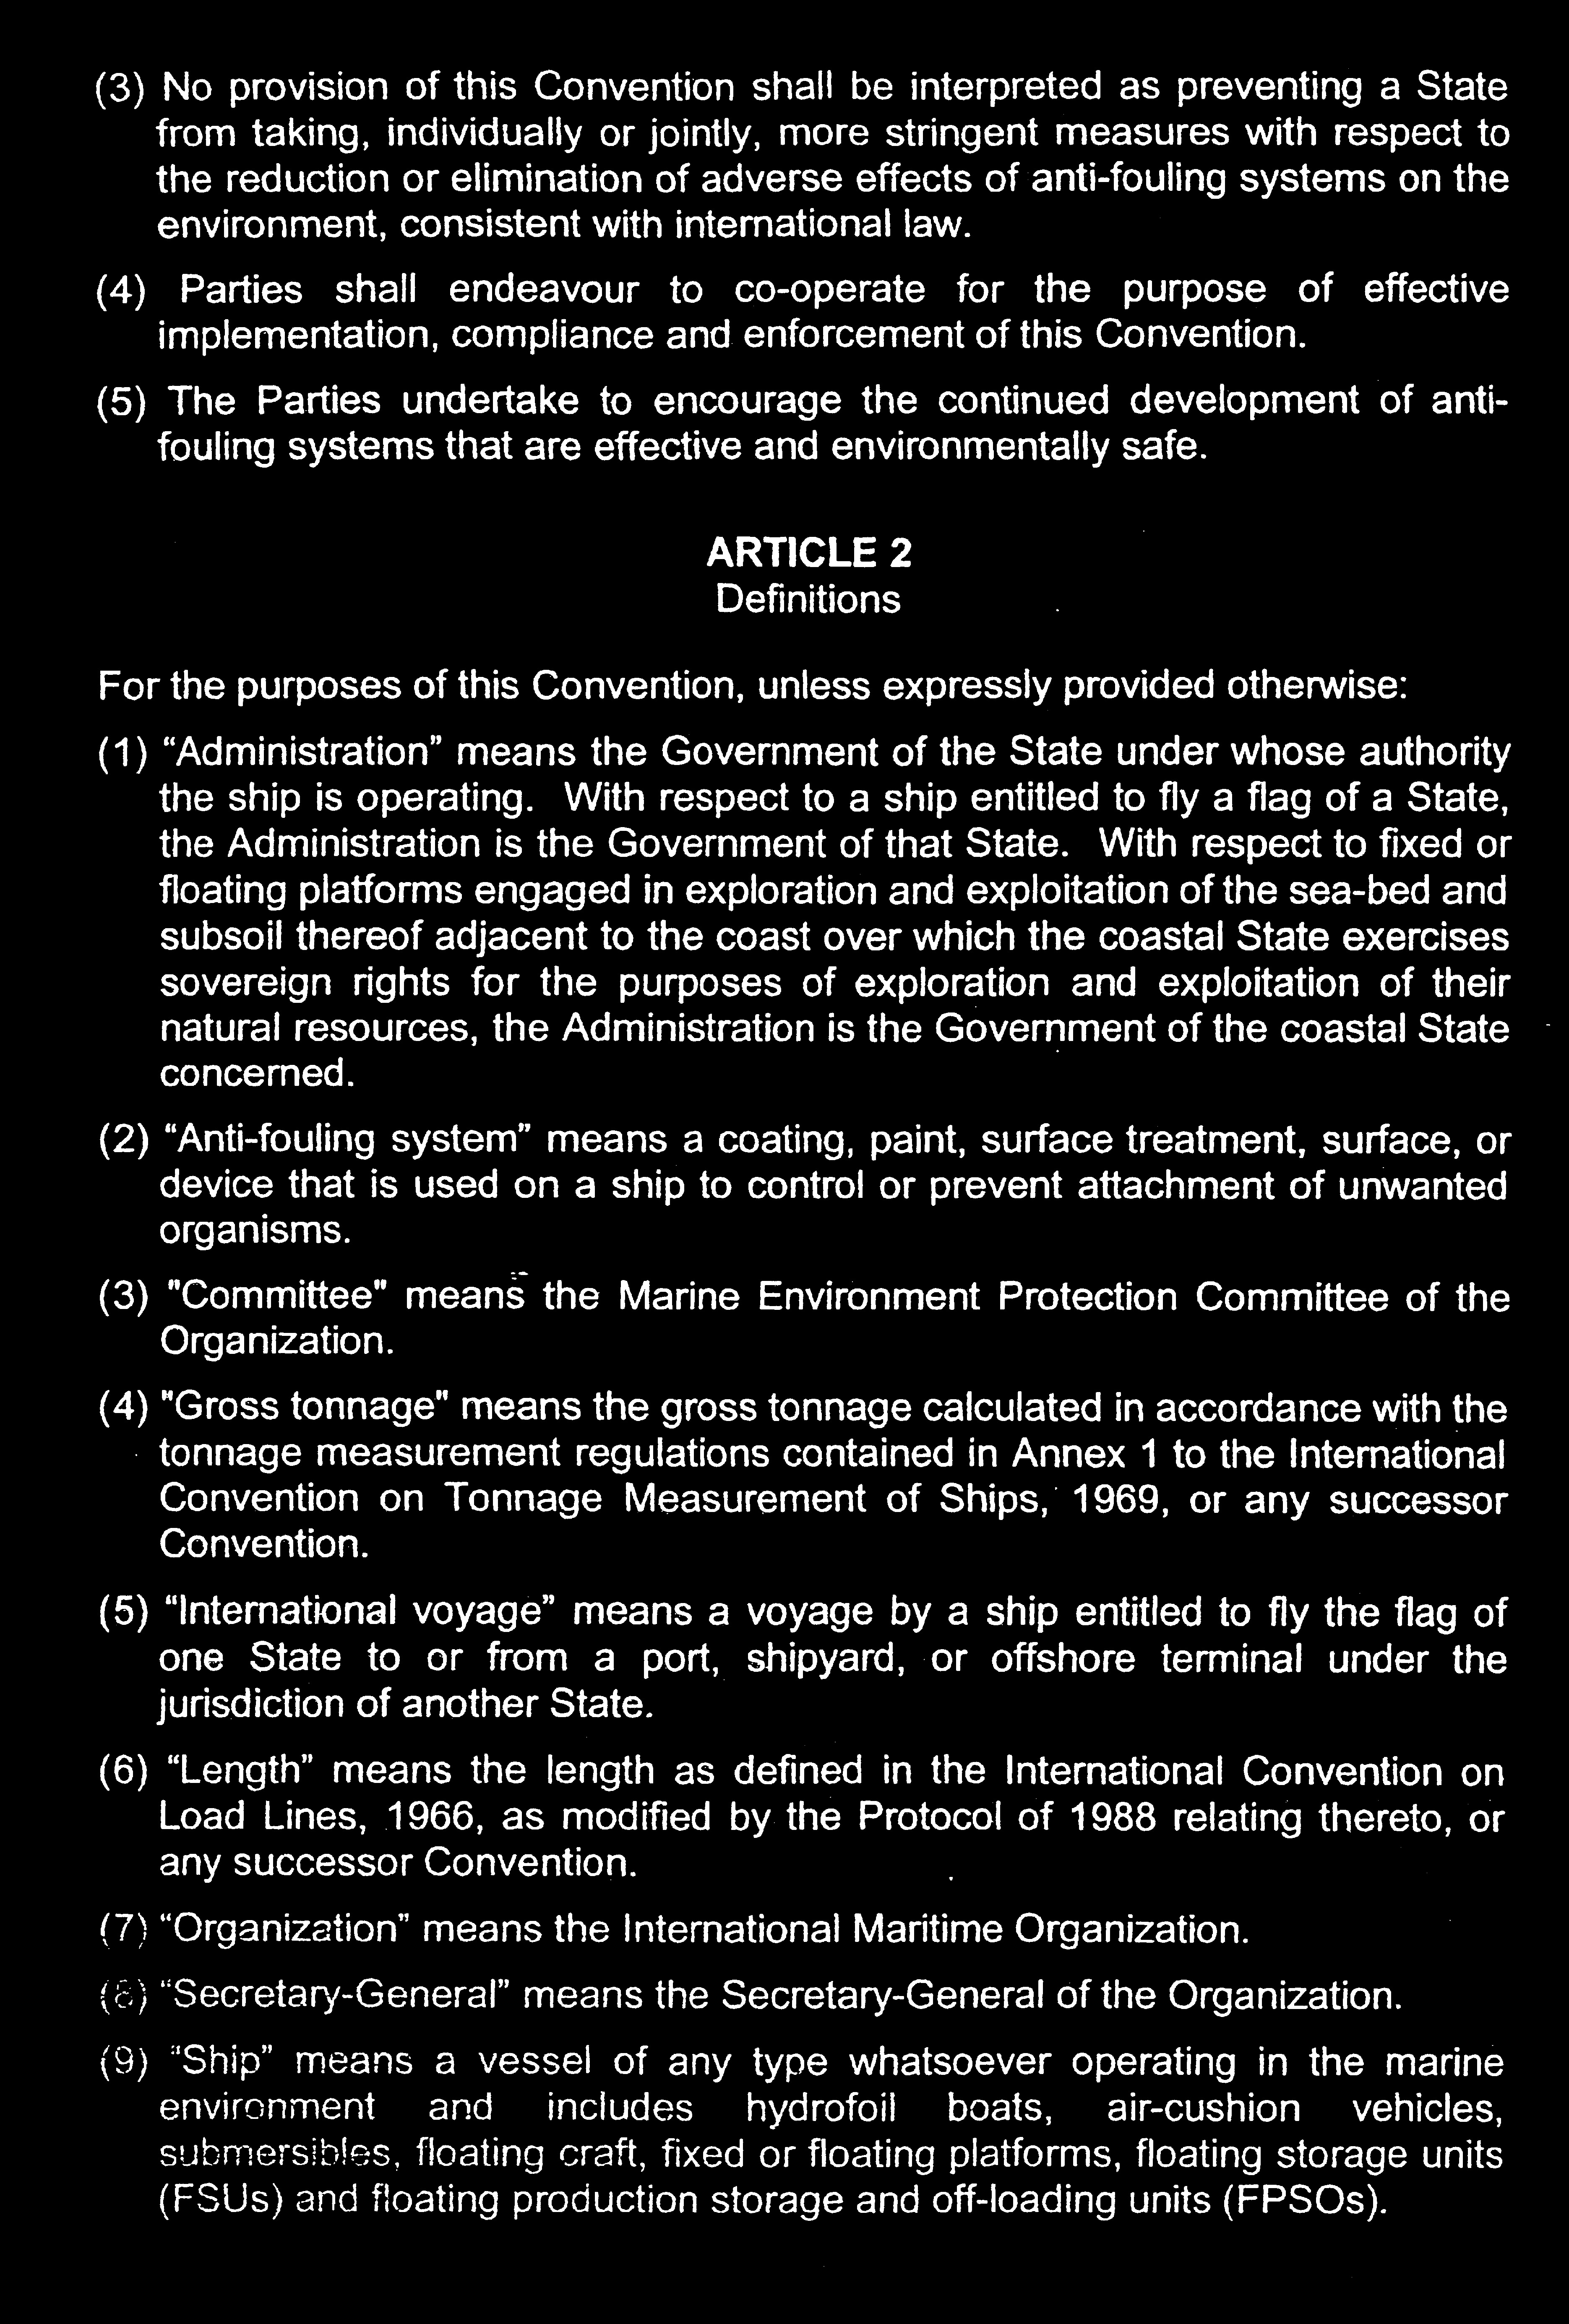 (3) No provision of this Convention shall be interpreted as preventing a State
from taking, individually or jointly, more stringent measures with respect to
the reduction or elimination of adverse effects of anti-fouling systems on the
environment, consistent with international law.
(4) Parties shall endeavour to co-operate for the purpose of effective
implementation, compliance and enforcement of this Convention.
(5) The Parties undertake to encourage the continued development of anti-
fouling systems that are effective and environmentally safe.
ARTICLE 2
Definitions
For the purposes of this Convention, unless expressly provided otherwise:
(1) “Administration” means the Government of the State under whose authority
the ship is operating. With respect to a ship entitled to fly a flag of a State,
the Administration is the Government of that State. With respect to fixed or
floating platforms engaged in exploration and exploitation of the sea-bed and
subsoil thereof adjacent to the coast over which the coastal State exercises
sovereign rights for the purposes of exploration and exploitation of their
natural resources, the Administration is the Government of the coastal State
concerned.
(2) “Anti-fouling system” means a coating, paint, surface treatment, surface, or
device that is used on a ship to control or prevent attachment of unwanted
organisms.
(3) "Committee" means the Marine Environment Protection Committee of the
Organization.
(4) "Gross tonnage" means the gross tonnage calculated in accordance with the
tonnage measurement regulations contained in Annex 1 to the International
Convention on Tonnage Measurement of Ships, 1969, or any successor
Convention.
(5) “International voyage” means a voyage by a ship entitled to fly the flag of
one State to or from a port, shipyard, or offshore terminal under the
jurisdiction of another State.
(6) “Length” means the length as defined in the International Convention on
Load Lines, 1966, as modified by the Protocol of 1988 relating thereto, or
any successor Convention.
(7) “Organization” means the International Maritime Organization.
(8) “Secretary-General” means the Secretary-General of the Organization.
(9) “Ship” means a vessel of any type whatsoever operating in the marine
environment and includes hydrofoil boats, air-cushion vehicles,
submersibles, floating craft, fixed or floating platforms, floating storage units
(FSUs) and floating production storage and off-loading units (FPSOs).